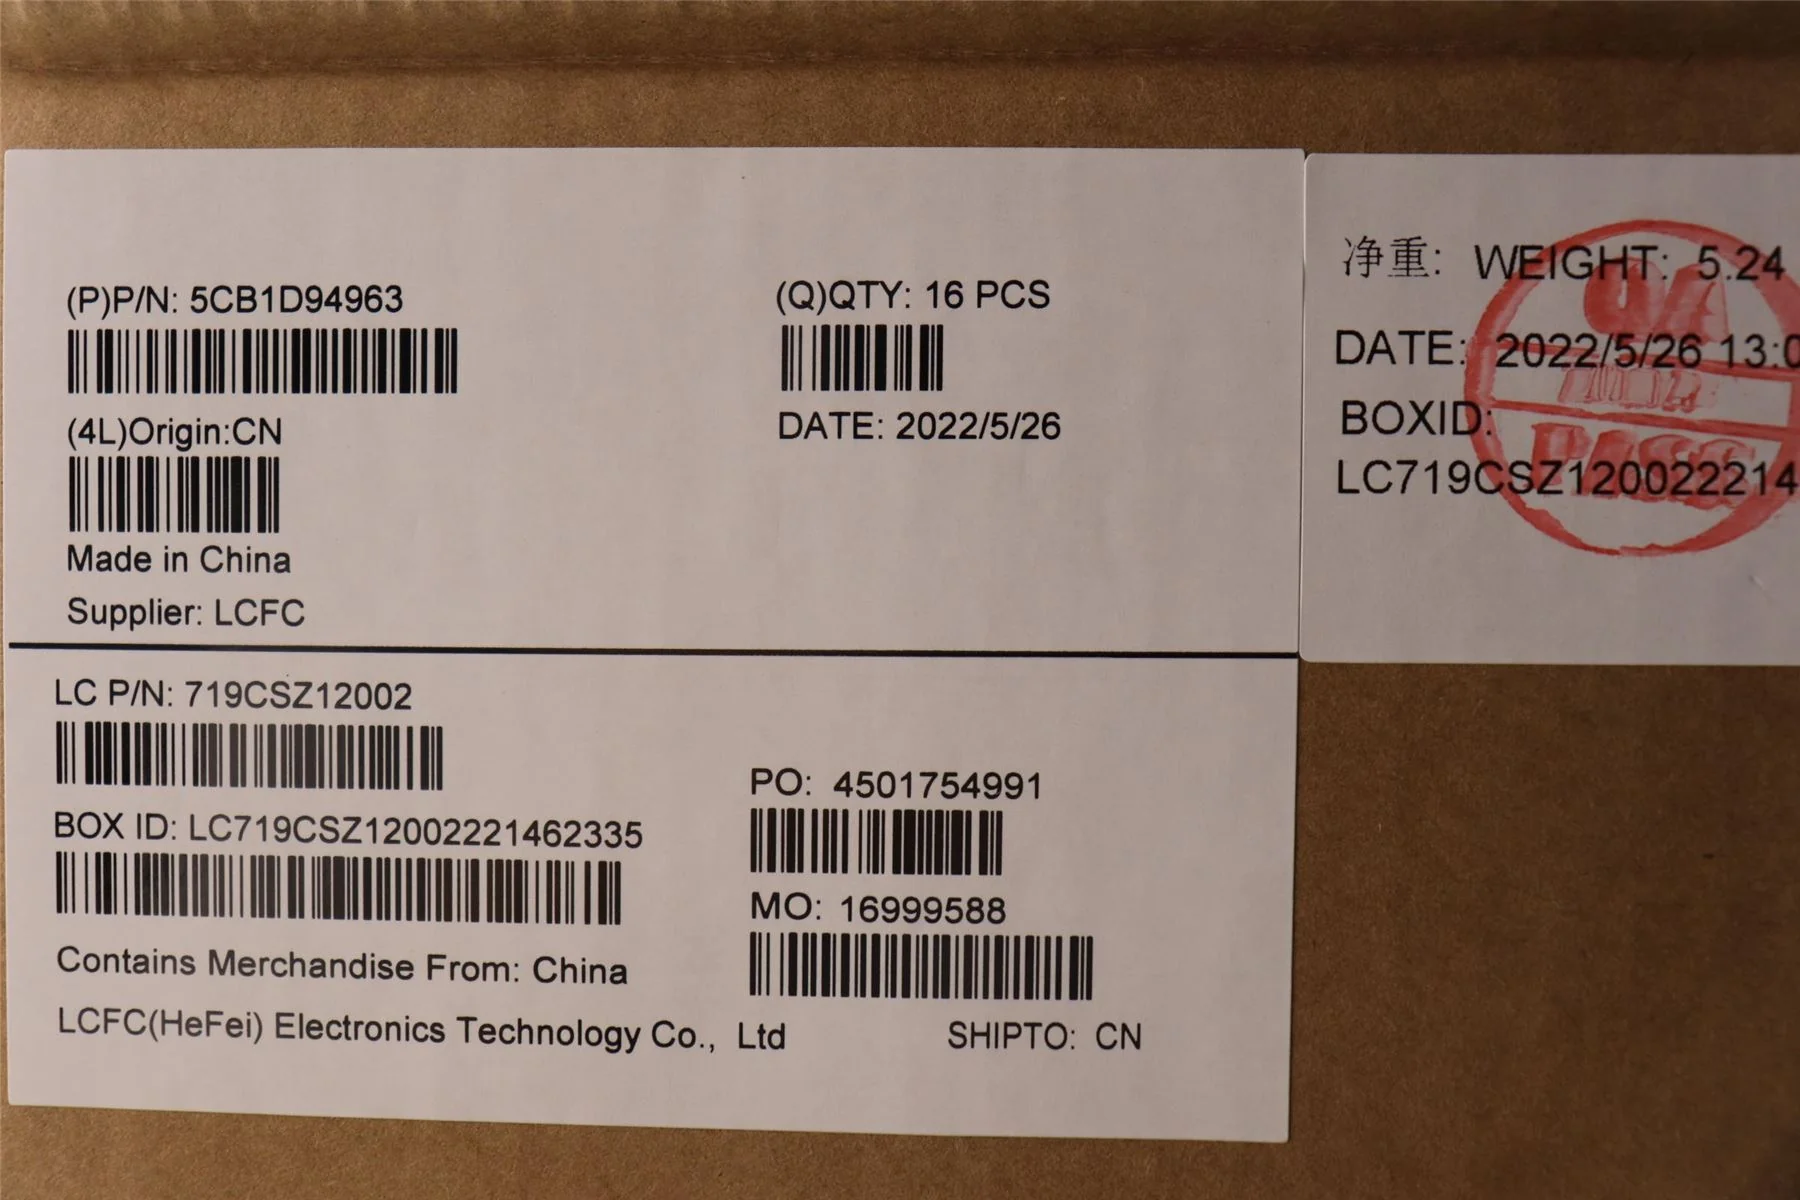 (P)P/N: 5CB1D94963
(Q)QTY: 16 PCS
(4L)Origin:CN
DATE: 2022/5/26
Made in China
Supplier: LCFC
LC P/N: 719CSZ12002
PO: 4501754991
BOX ID: LC719CSZ12002221462335
MO: 16999588
Contains Merchandise From: China
LCFC(HeFei) Electronics Technology Co., Ltd
SHIPTO: CN
净重: WEIGHT: 5.24
DATE: 2022/5/26 13:0
BOXID:
LC719CSZ120022214
QA
PASS